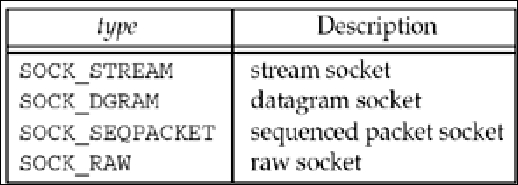 type Description
SOCK_STREAM stream socket
SOCK_DGRAM datagram socket
SOCK_SEQPACKET sequenced packet socket
SOCK_RAW raw socket